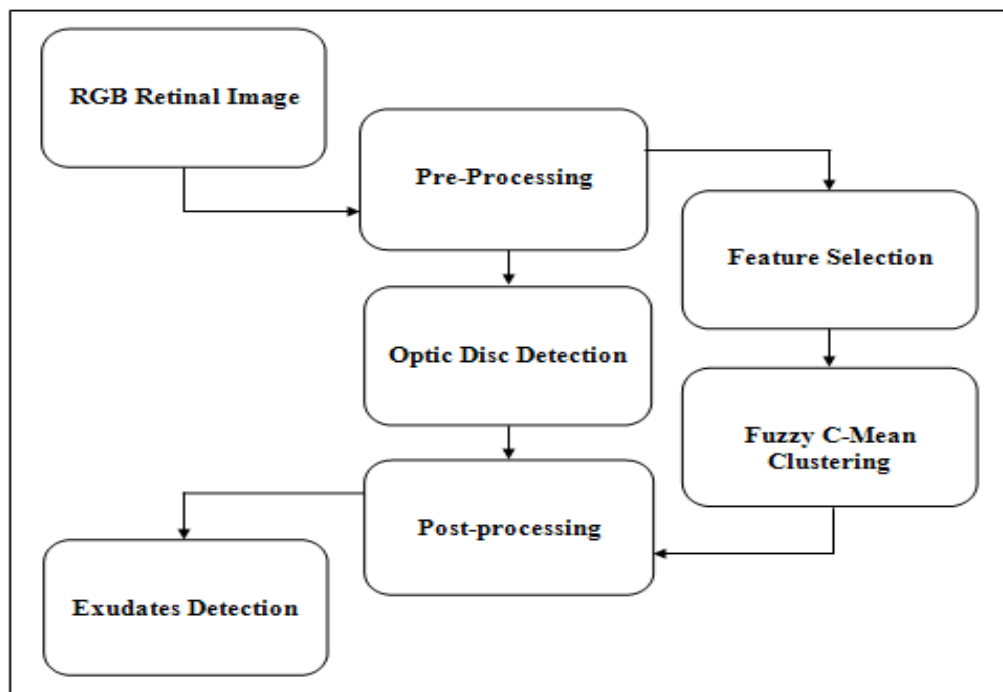 RGB Retinal Image
Pre-Processing
Feature Selection
Optic Disc Detection
Fuzzy C-Mean
Clustering
Post-processing
Exudates Detection